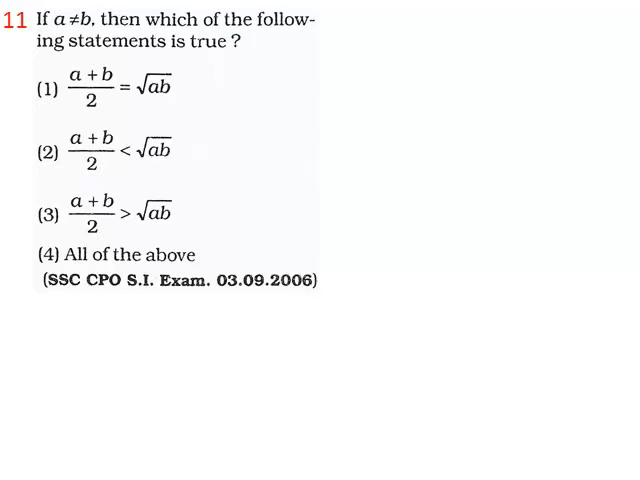 11 If a ≠ b, then which of the follow-
ing statements is true ?
(1) (a + b)/2 = √ab
(2) (a + b)/2 < √ab
(3) (a + b)/2 > √ab
(4) All of the above
(SSC CPO S.I. Exam. 03.09.2006)